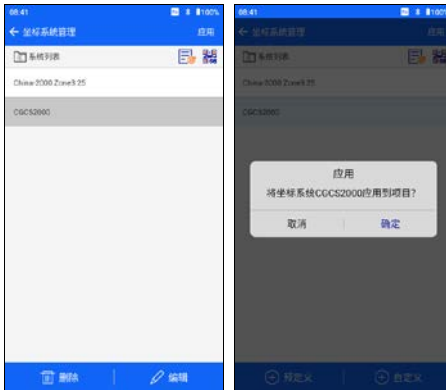 08:41
100%
坐标系统管理
应用
系统列表
China-2000 Zone3 25
CGCS2000
删除
编辑
08:41
100%
坐标系统管理
应用
系统列表
China-2000 Zone3 25
CGCS2000
应用
将坐标系统CGCS2000应用到项目?
取消
确定
预定义
自定义